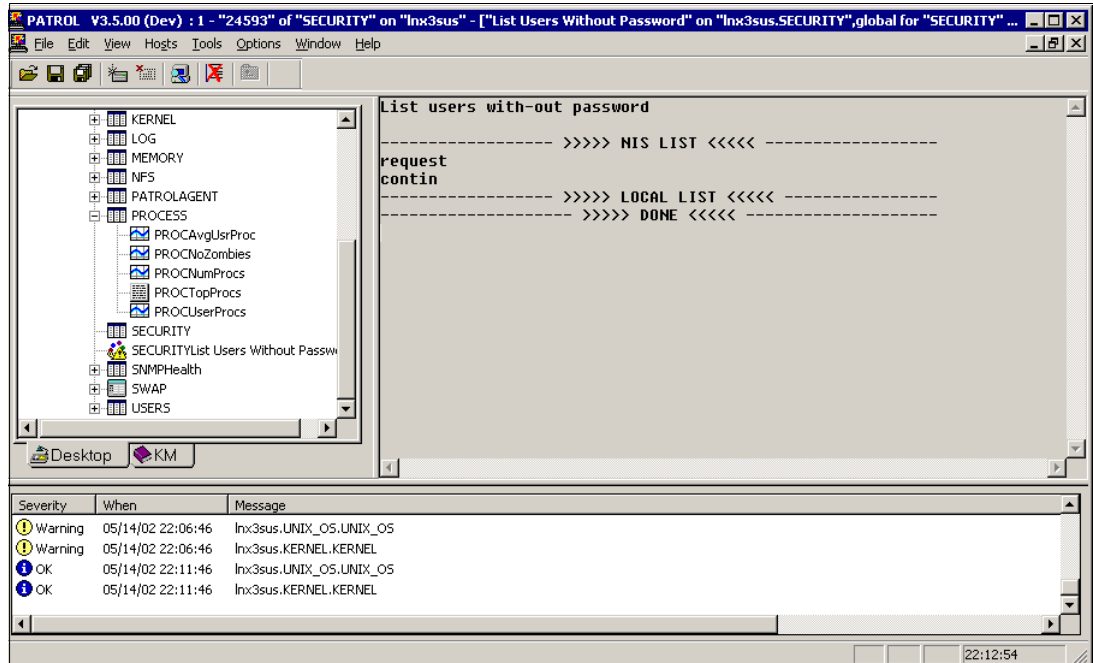 PATROL V3.5.00 (Dev) : 1 - "24593" of "SECURITY" on "lnx3sus" - ["List Users Without Password" on "lnx3sus.SECURITY",global for "SECURITY" ...
File Edit View Hosts Tools Options Window Help
KERNEL
LOG
MEMORY
NFS
PATROLAGENT
PROCESS
PROCAvgUsrProc
PROCNoZombies
PROCNumProcs
PROCTopProcs
PROCUserProcs
SECURITY
SECURITYList Users Without Passw
SNMPHealth
SWAP
USERS
Desktop KM
List users with-out password
------------------ >>>>> NIS LIST <<<<< ------------------
request
contin
------------------ >>>>> LOCAL LIST <<<<< ----------------
-------------------- >>>>> DONE <<<<< --------------------
Severity When Message
Warning 05/14/02 22:06:46 lnx3sus.UNIX_OS.UNIX_OS
Warning 05/14/02 22:06:46 lnx3sus.KERNEL.KERNEL
OK 05/14/02 22:11:46 lnx3sus.UNIX_OS.UNIX_OS
OK 05/14/02 22:11:46 lnx3sus.KERNEL.KERNEL
22:12:54